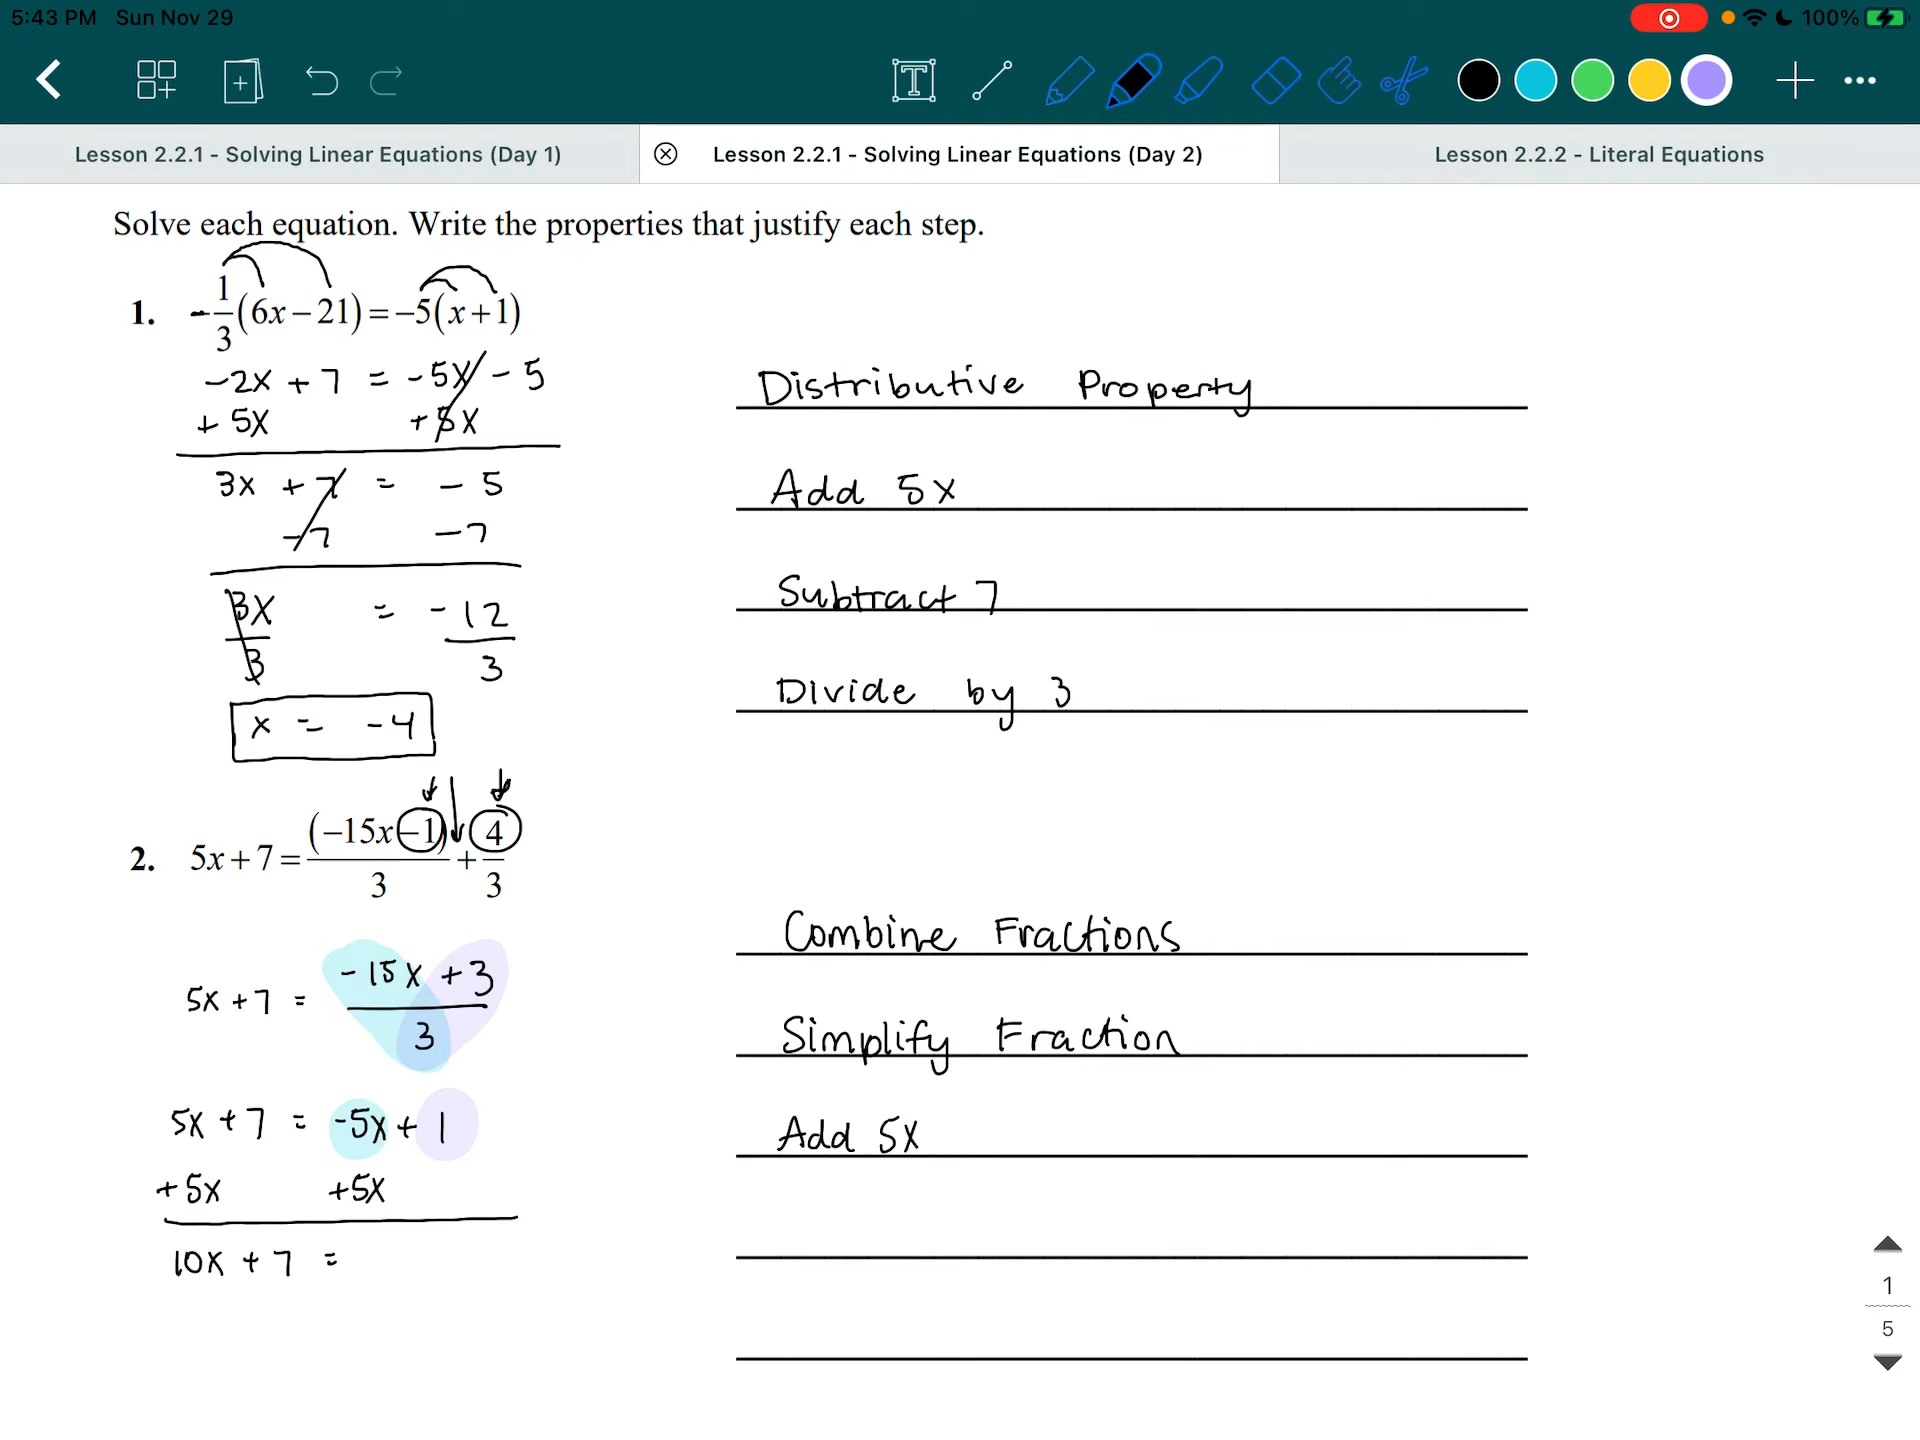 5:43 PM Sun Nov 29 100%
Lesson 2.2.1 - Solving Linear Equations (Day 1) Lesson 2.2.1 - Solving Linear Equations (Day 2) Lesson 2.2.2 - Literal Equations
Solve each equation. Write the properties that justify each step.
1. -1/3(6x−21)=−5(x+1)
-2x + 7 = -5x - 5 Distributive Property
+ 5x + 5x
3x + 7 = - 5 Add 5x
-7 -7
3x/3 = -12/3 Subtract 7
x = -4 Divide by 3
2. 5x+7=(−15x−1)/3+4/3
5x + 7 = (-15x + 3)/3 Combine Fractions
Simplify Fraction
5x + 7 = -5x + 1 Add 5x
+ 5x +5x
10x + 7 =
1
5